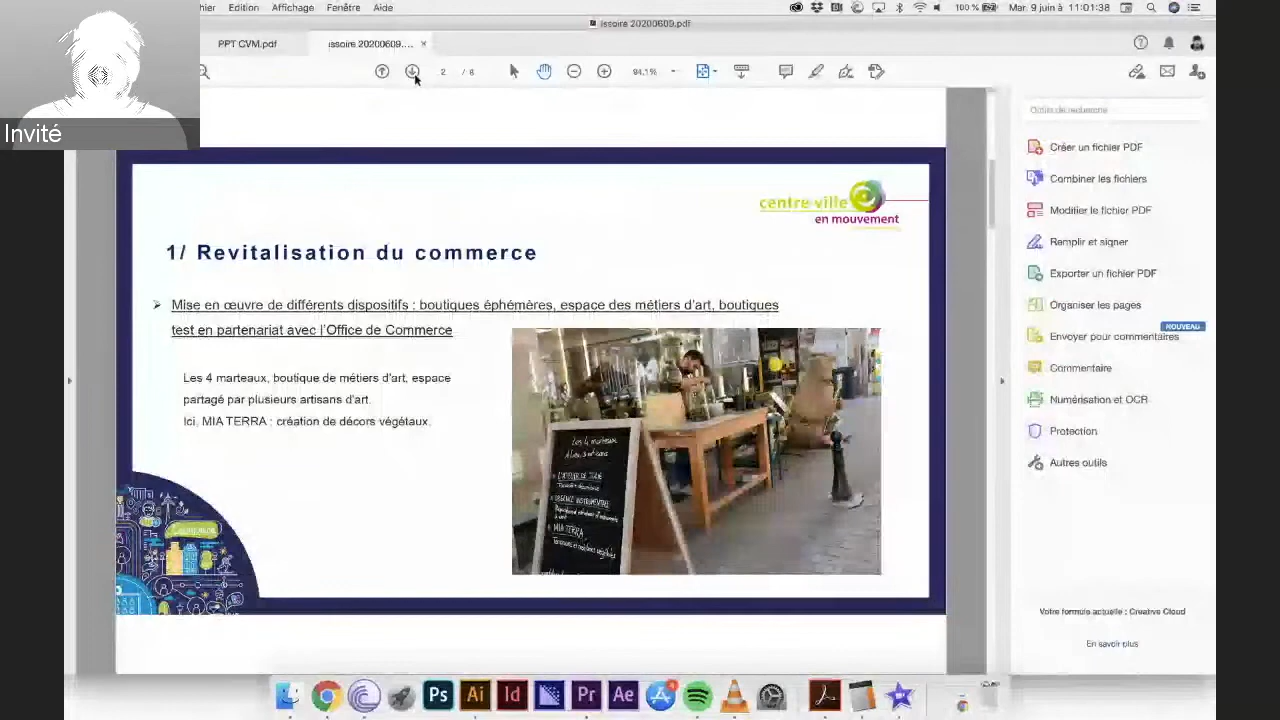 hier Edition Affichage Fenêtre Aide
100 % Mar. 9 juin à 11:01:38
issoire 20200609.pdf
PPT CVM.pdf
issoire 20200609.... ×
2 / 8
94,1%
Invité
Outils de recherche
Créer un fichier PDF
Combiner les fichiers
Modifier le fichier PDF
Remplir et signer
Exporter un fichier PDF
Organiser les pages
NOUVEAU
Envoyer pour commentaires
Commentaire
Numérisation et OCR
Protection
Autres outils
Votre formule actuelle : Creative Cloud
En savoir plus
centre-ville
en mouvement
1/ Revitalisation du commerce
Mise en œuvre de différents dispositifs : boutiques éphémères, espace des métiers d'art, boutiques
test en partenariat avec l'Office de Commerce
Les 4 marteaux, boutique de métiers d'art, espace
partagé par plusieurs artisans d'art.
Ici, MIA TERRA : création de décors végétaux.
Les 4 marteaux
MIA TERRA
Ps Ai Id Pr Ae